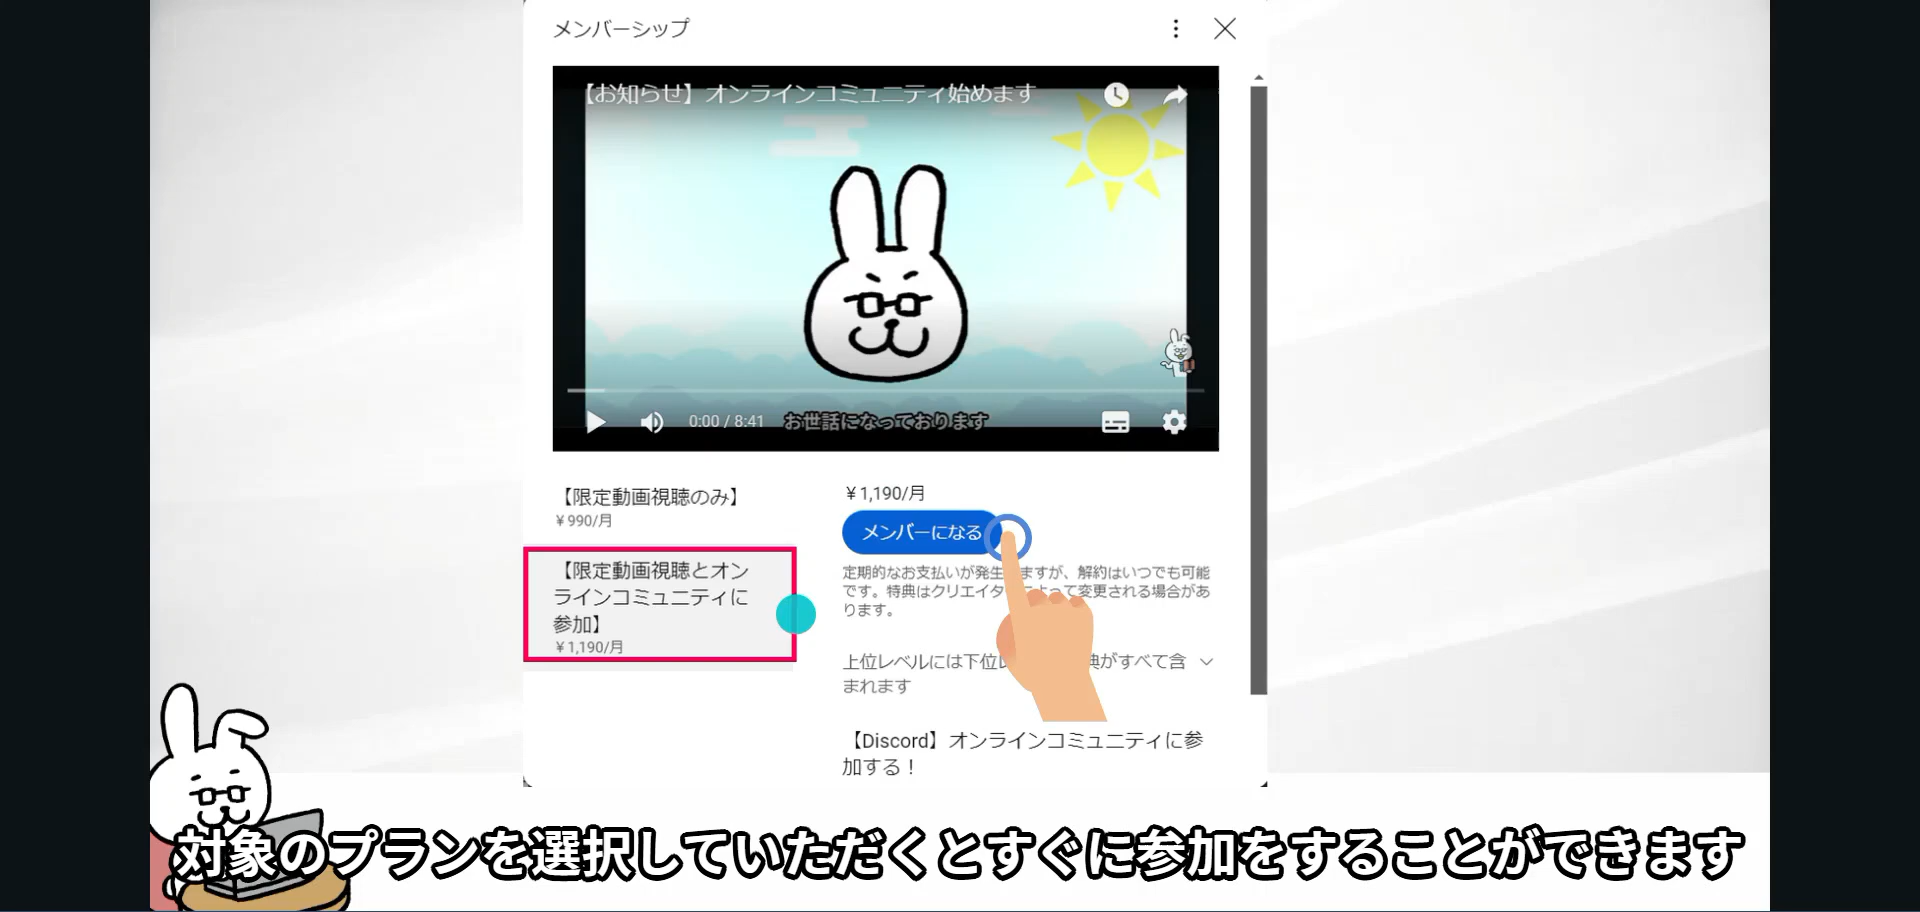 メンバーシップ
【お知らせ】オンラインコミュニティ始めます
0:00 / 8:41
お世話になっております
【限定動画視聴のみ】
¥990/月
【限定動画視聴とオン
ラインコミュニティに
参加】
¥1,190/月
¥1,190/月
メンバーになる
定期的なお支払いが発生 ますが、解約はいつでも可能
です。特典はクリエイタ よって変更される場合があ
ります。
上位レベルには下位 典がすべて含
まれます
【Discord】オンラインコミュニティに参
加する！
対象のプランを選択していただくとすぐに参加をすることができます